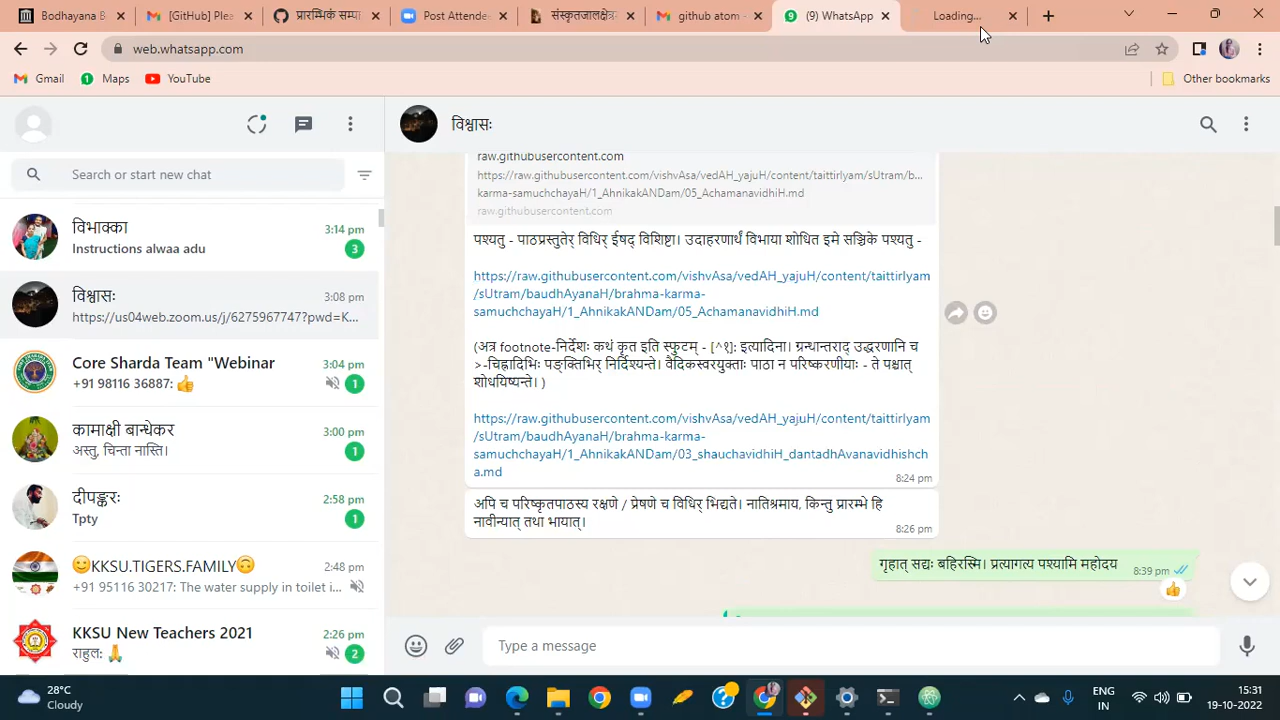 Bodhayana B
[GitHub] Ple
प्रारम्भिकं सम्पा
Post Attende
संस्कृतजालक्षेत्र
github atom -
(9) WhatsApp
Loading...
web.whatsapp.com
Gmail
Maps
YouTube
Other bookmarks
विश्वासः
Search or start new chat
विभाक्का
3:14 pm
Instructions alwaa adu
3
विश्वासः
3:08 pm
https://us04web.zoom.us/j/6275967747?pwd=K...
Core Sharda Team "Webinar
3:04 pm
+91 98116 36887: 👍
1
कामाक्षी बान्धेकर
3:00 pm
अस्तु, चिन्ता नास्ति।
1
दीपङ्करः
2:58 pm
Tpty
1
😊KKSU.TIGERS.FAMILY🙃
2:48 pm
+91 95116 30217: The water supply in toilet i...
KKSU New Teachers 2021
2:26 pm
राहुलः 🙏
2
raw.githubusercontent.com
https://raw.githubusercontent.com/vishvAsa/vedAH_yajuH/content/taittirIyam/sUtram/b...
karma-samuchchayaH/1_AhnikakANDam/05_AchamanavidhiH.md
raw.githubusercontent.com
पश्यतु - पाठप्रस्तुतेर् विधिर् ईषद् विशिष्टा। उदाहरणार्थं विभाया शोधित इमे सञ्चिके पश्यतु -
https://raw.githubusercontent.com/vishvAsa/vedAH_yajuH/content/taittirIyam
/sUtram/baudhAyanaH/brahma-karma-
samuchchayaH/1_AhnikakANDam/05_AchamanavidhiH.md
(अत्र footnote-निर्देशः कथं कृत इति स्फुटम् - [^१]: इत्यादिना। ग्रन्थान्तराद् उद्धरणानि च
>-चिह्नादिभिः पङ्क्तिभिर् निर्दिश्यन्ते। वैदिकस्वरयुक्ताः पाठा न परिष्करणीयाः - ते पश्चात्
शोधयिष्यन्ते। )
https://raw.githubusercontent.com/vishvAsa/vedAH_yajuH/content/taittirIyam
/sUtram/baudhAyanaH/brahma-karma-
samuchchayaH/1_AhnikakANDam/03_shauchavidhiH_dantadhAvanavidhishch
a.md
8:24 pm
अपि च परिष्कृतपाठस्य रक्षणे / प्रेषणे च विधिर् भिद्यते। नातिश्रमाय, किन्तु प्रारम्भे हि
नावीन्यात् तथा भायात्।
8:26 pm
गृहात् सद्यः बहिरस्मि। प्रत्यागत्य पश्यामि महोदय
8:39 pm
👍
Type a message
28°C
Cloudy
ENG
IN
15:31
19-10-2022